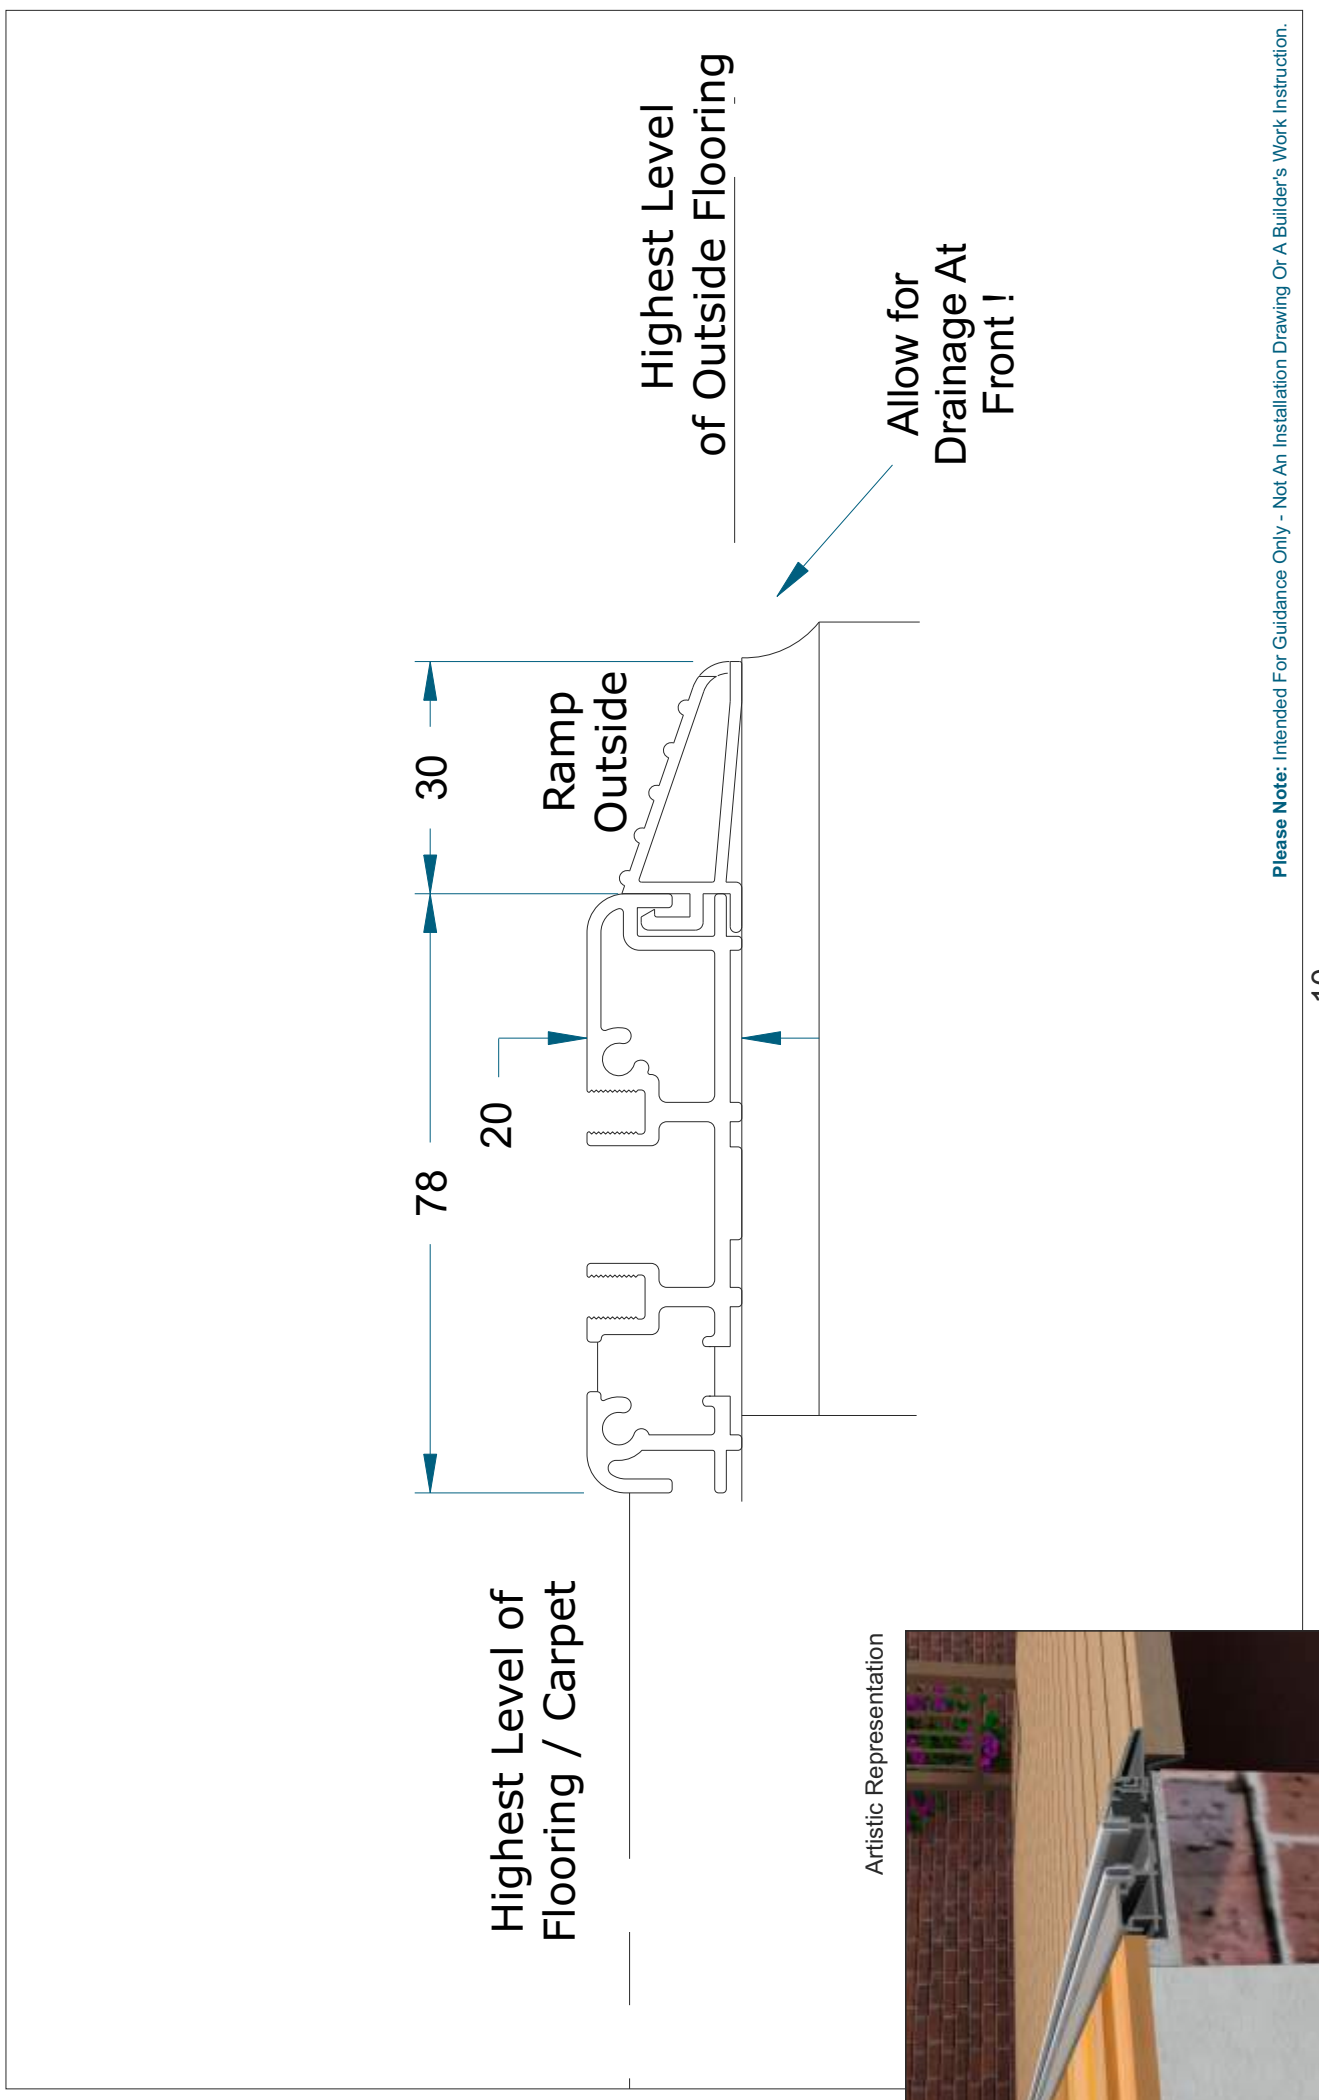 78
30
20
Ramp
Outside
Highest Level
of Outside Flooring
Highest Level of
Flooring / Carpet
Allow for
Drainage At
Front !
Artistic Representation
Please Note: Intended For Guidance Only - Not An Installation Drawing Or A Builder's Work Instruction.